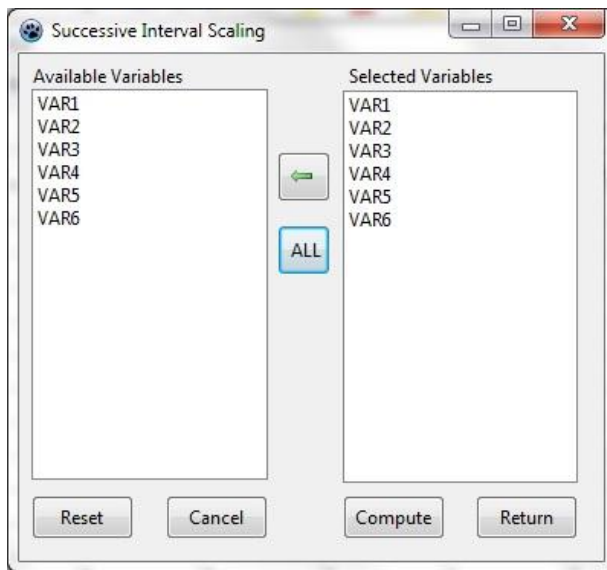 Successive Interval Scaling
Available Variables
VAR1
VAR2
VAR3
VAR4
VAR5
VAR6
ALL
Selected Variables
VAR1
VAR2
VAR3
VAR4
VAR5
VAR6
Reset Cancel Compute Return